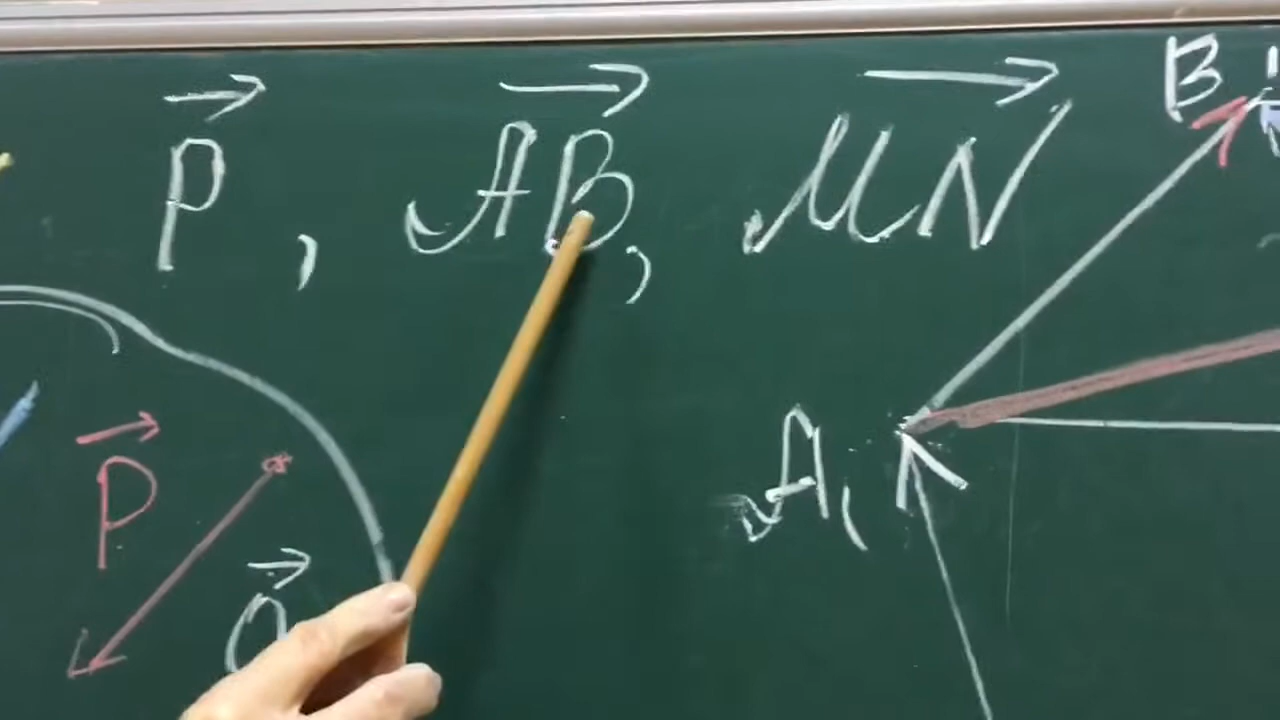 p⃗, AB⃗, MN⃗
B
A,
p⃗
a⃗